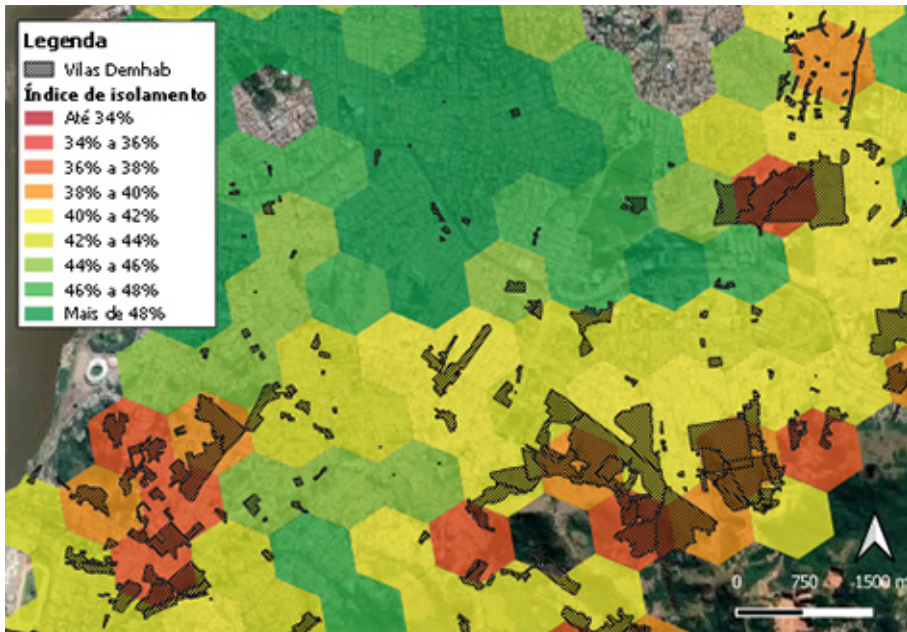 Legenda
Vilas Demhab
Índice de isolamento
Até 34%
34% a 36%
36% a 38%
38% a 40%
40% a 42%
42% a 44%
44% a 46%
46% a 48%
Mais de 48%
0 750 1500 m